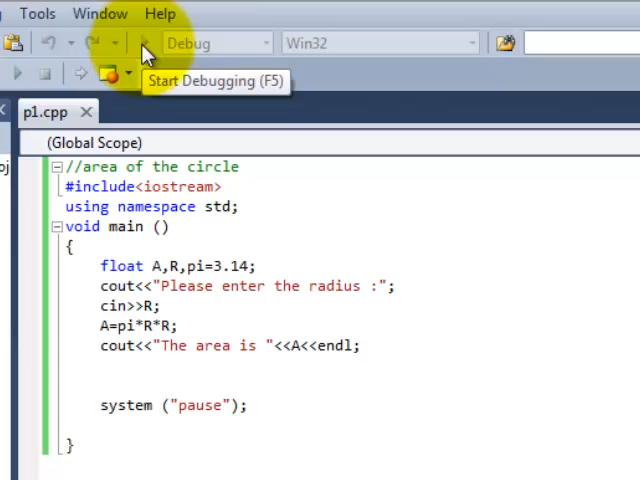 Tools Window Help
Debug Win32
Start Debugging (F5)
p1.cpp
(Global Scope)
//area of the circle
#include<iostream>
using namespace std;
void main ()
{
float A,R,pi=3.14;
cout<<"Please enter the radius :";
cin>>R;
A=pi*R*R;
cout<<"The area is "<<A<<endl;
system ("pause");
}